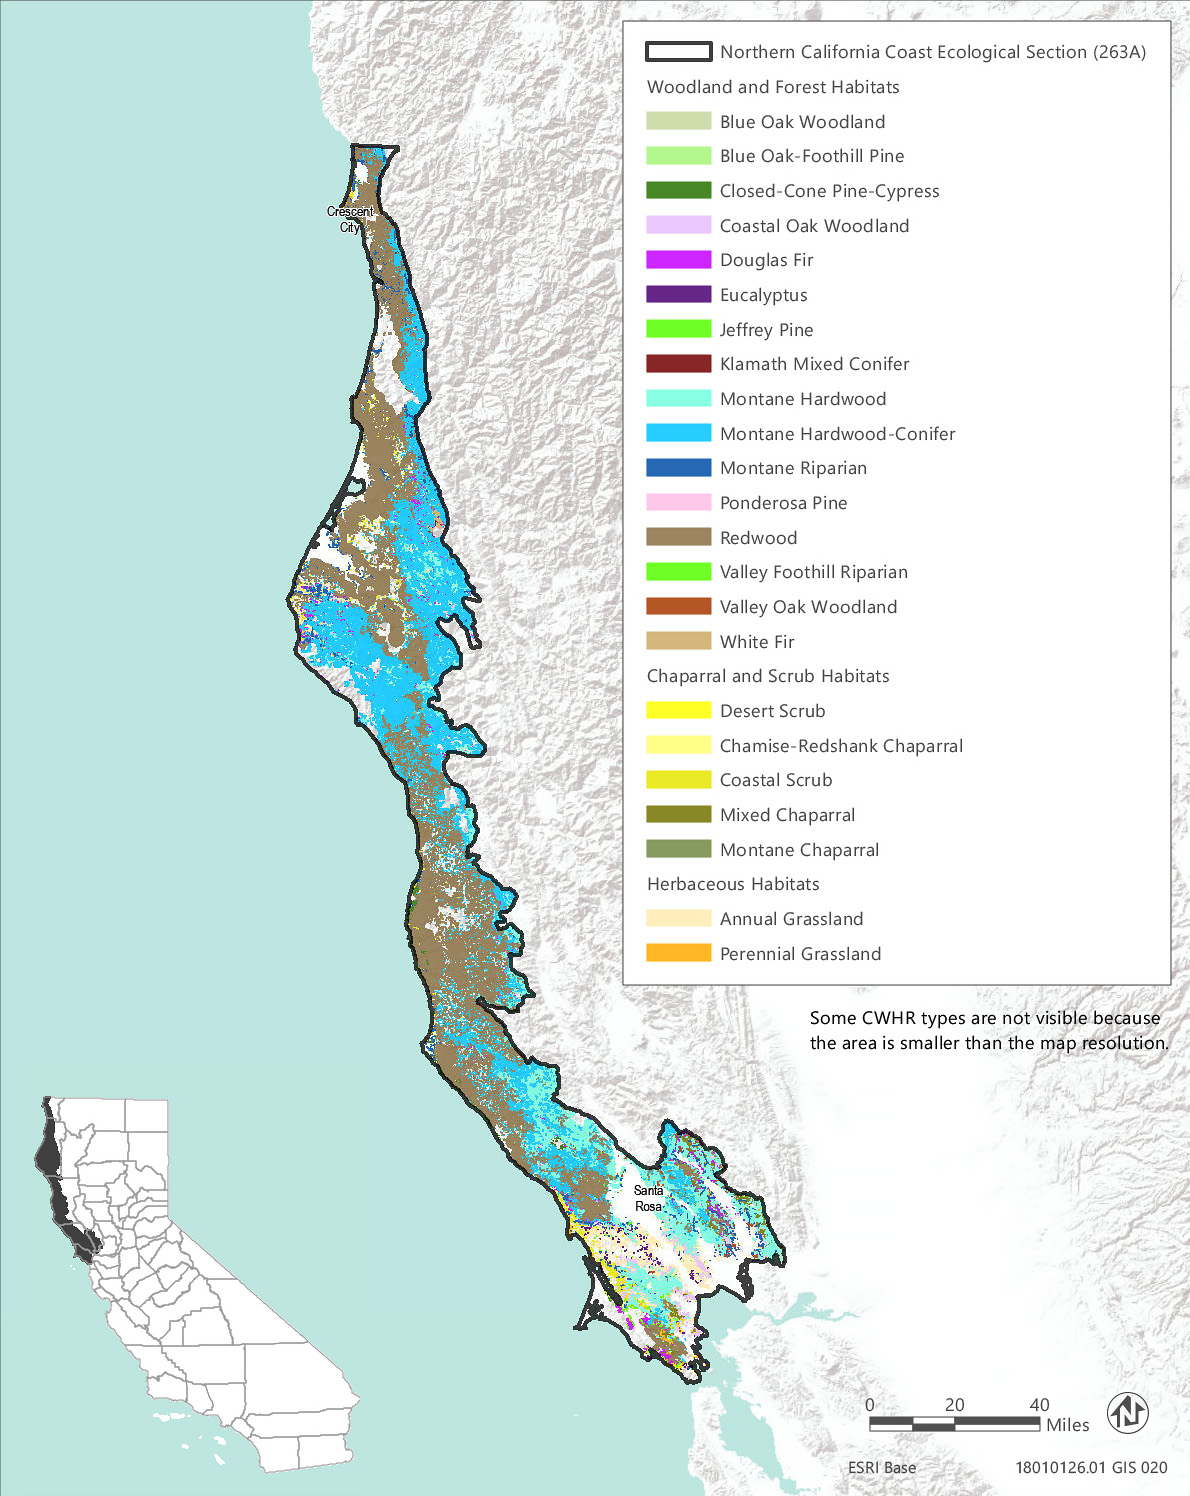 Northern California Coast Ecological Section (263A)
Woodland and Forest Habitats
Blue Oak Woodland
Blue Oak-Foothill Pine
Closed-Cone Pine-Cypress
Coastal Oak Woodland
Douglas Fir
Eucalyptus
Jeffrey Pine
Klamath Mixed Conifer
Montane Hardwood
Montane Hardwood-Conifer
Montane Riparian
Ponderosa Pine
Redwood
Valley Foothill Riparian
Valley Oak Woodland
White Fir
Chaparral and Scrub Habitats
Desert Scrub
Chamise-Redshank Chaparral
Coastal Scrub
Mixed Chaparral
Montane Chaparral
Herbaceous Habitats
Annual Grassland
Perennial Grassland
Some CWHR types are not visible because
the area is smaller than the map resolution.
Crescent
City
Santa
Rosa
0 20 40
Miles
N
ESRI Base 18010126.01 GIS 020